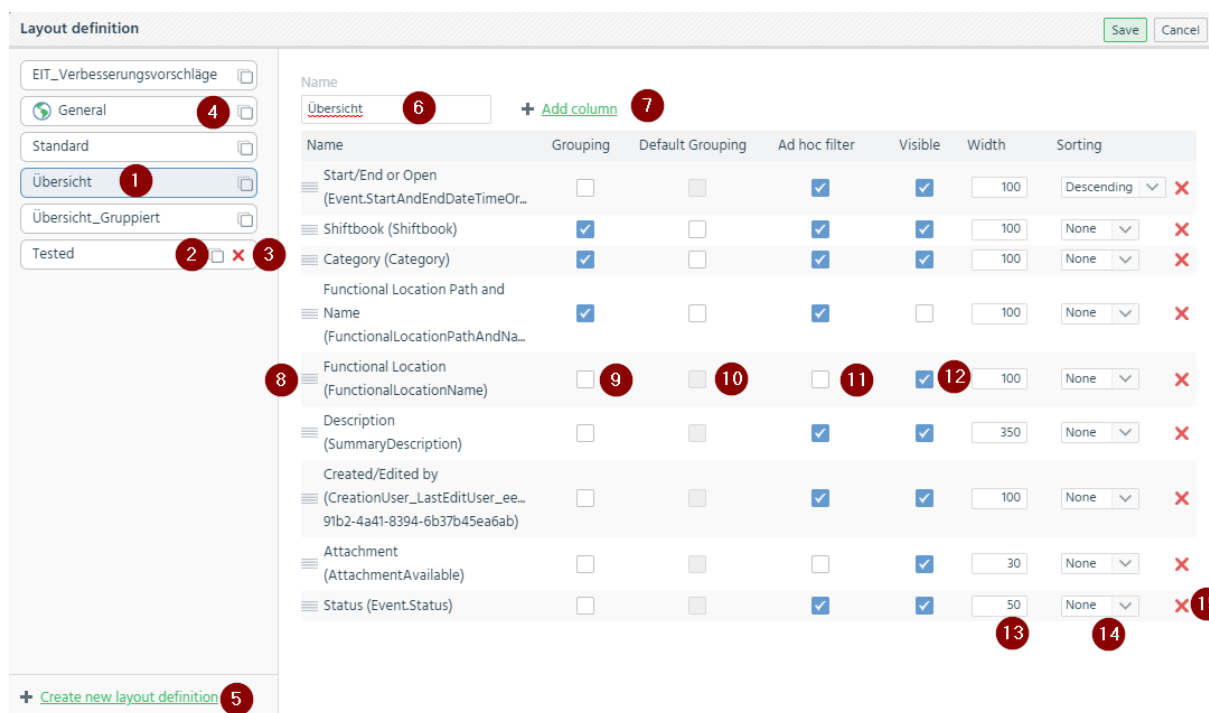 Layout definition
Save
Cancel
EIT_Verbesserungsvorschläge
General
4
Standard
Übersicht
1
Übersicht_Gruppiert
Tested
2
3
Create new layout definition
5
Name
Übersicht
6
Add column
7
Name Grouping Default Grouping Ad hoc filter Visible Width Sorting
Start/End or Open
(Event.StartAndEndDateTimeOr...
100
Descending
Shiftbook (Shiftbook)
100
None
Category (Category)
100
None
Functional Location Path and
Name
(FunctionalLocationPathAndNa...
100
None
8
Functional Location
(FunctionalLocationName)
9
10
11
12
100
None
Description
(SummaryDescription)
350
None
Created/Edited by
(CreationUser_LastEditUser_ee...
91b2-4a41-8394-6b37b45ea6ab)
100
None
Attachment
(AttachmentAvailable)
30
None
Status (Event.Status)
50
None
13
14